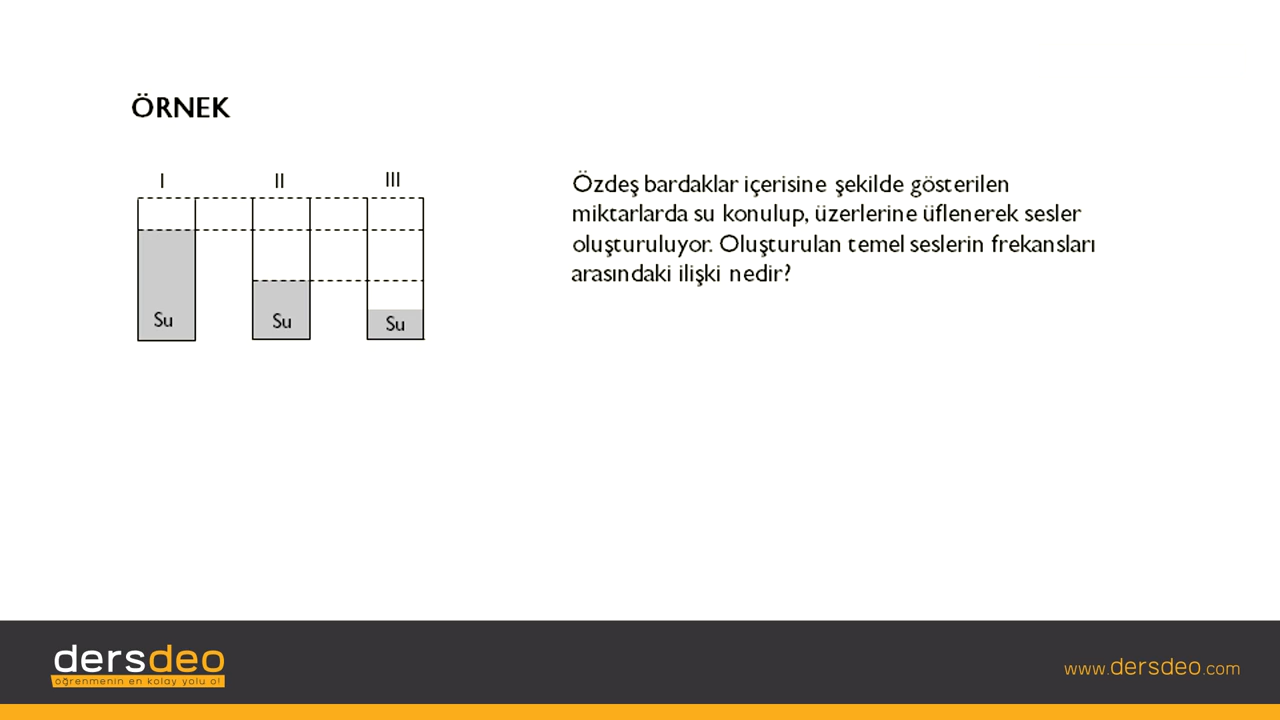 ÖRNEK
I II III
Su Su Su
Özdeş bardaklar içerisine şekilde gösterilen
miktarlarda su konulup, üzerlerine üflenerek sesler
oluşturuluyor. Oluşturulan temel seslerin frekansları
arasındaki ilişki nedir?
dersdeo
öğrenmenin en kolay yolu o!
www.dersdeo.com